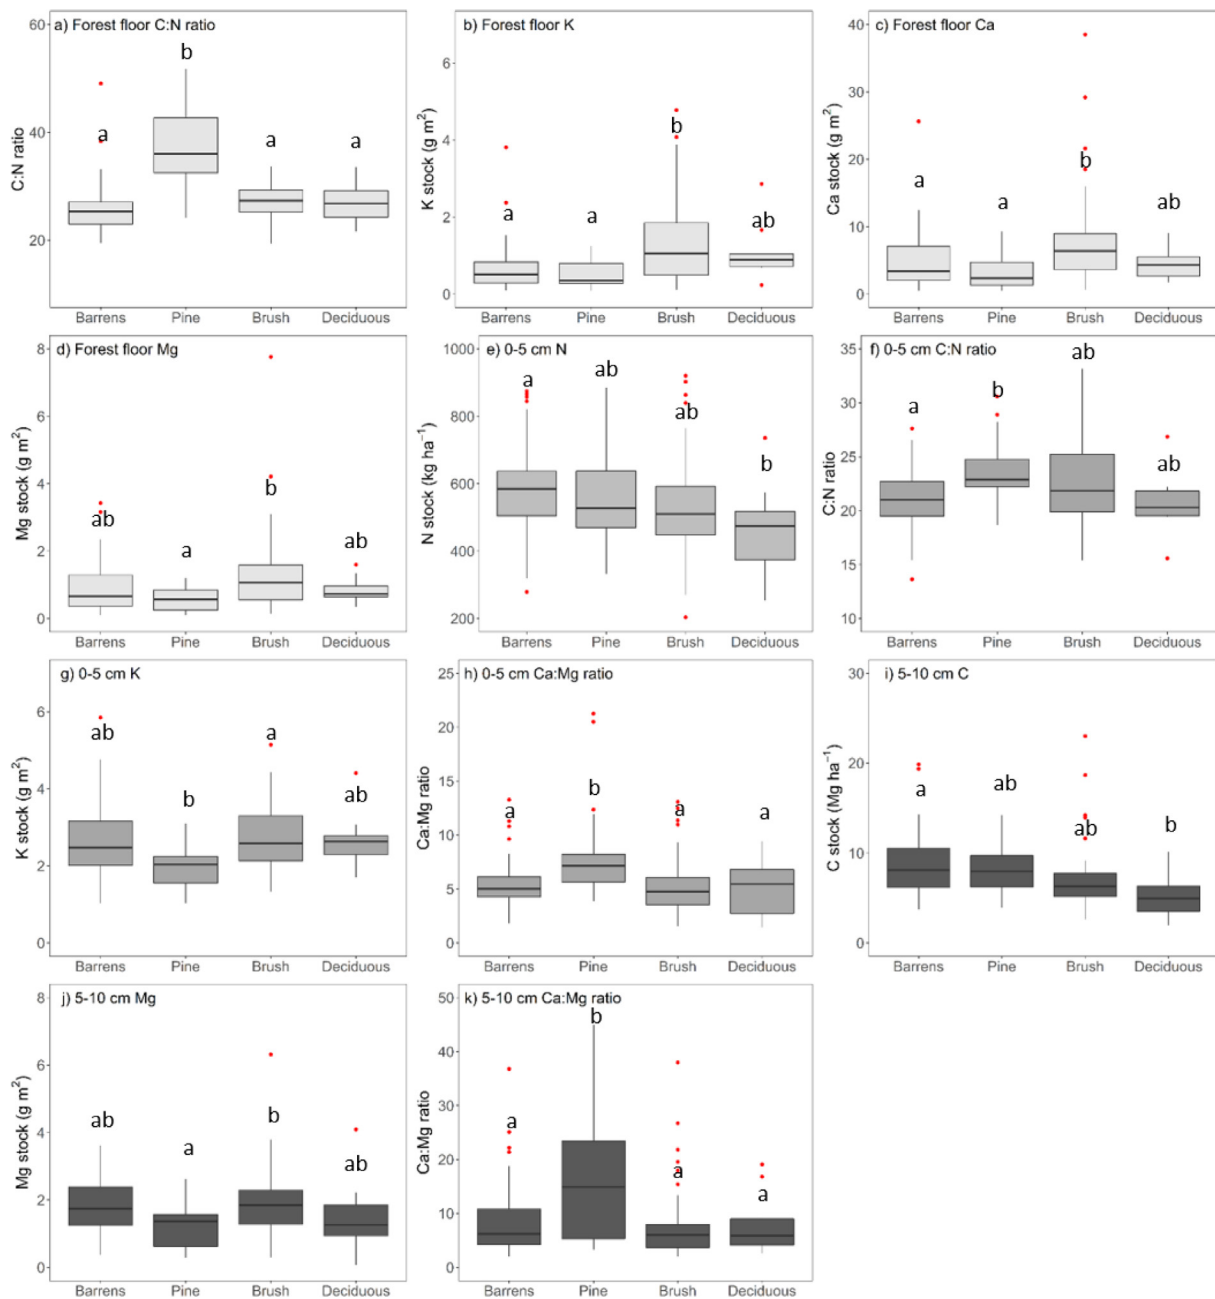 a) Forest floor C:N ratio
60
40
20
C:N ratio
a
b
a
a
Barrens Pine Brush Deciduous
b) Forest floor K
6
4
2
0
K stock (g m²)
a
a
b
ab
Barrens Pine Brush Deciduous
c) Forest floor Ca
40
30
20
10
0
Ca stock (g m²)
a
a
b
ab
Barrens Pine Brush Deciduous
d) Forest floor Mg
8
6
4
2
0
Mg stock (g m²)
ab
a
b
ab
Barrens Pine Brush Deciduous
e) 0-5 cm N
1000
800
600
400
200
N stock (kg ha⁻¹)
a
ab
ab
b
Barrens Pine Brush Deciduous
f) 0-5 cm C:N ratio
35
30
25
20
15
10
C:N ratio
a
b
ab
ab
Barrens Pine Brush Deciduous
g) 0-5 cm K
6
4
2
0
K stock (g m²)
ab
b
a
ab
Barrens Pine Brush Deciduous
h) 0-5 cm Ca:Mg ratio
25
20
15
10
5
0
Ca:Mg ratio
a
b
a
a
Barrens Pine Brush Deciduous
i) 5-10 cm C
30
20
10
0
C stock (Mg ha⁻¹)
a
ab
ab
b
Barrens Pine Brush Deciduous
j) 5-10 cm Mg
8
6
4
2
0
Mg stock (g m²)
ab
a
b
ab
Barrens Pine Brush Deciduous
k) 5-10 cm Ca:Mg ratio
50
40
30
20
10
0
Ca:Mg ratio
a
b
a
a
Barrens Pine Brush Deciduous